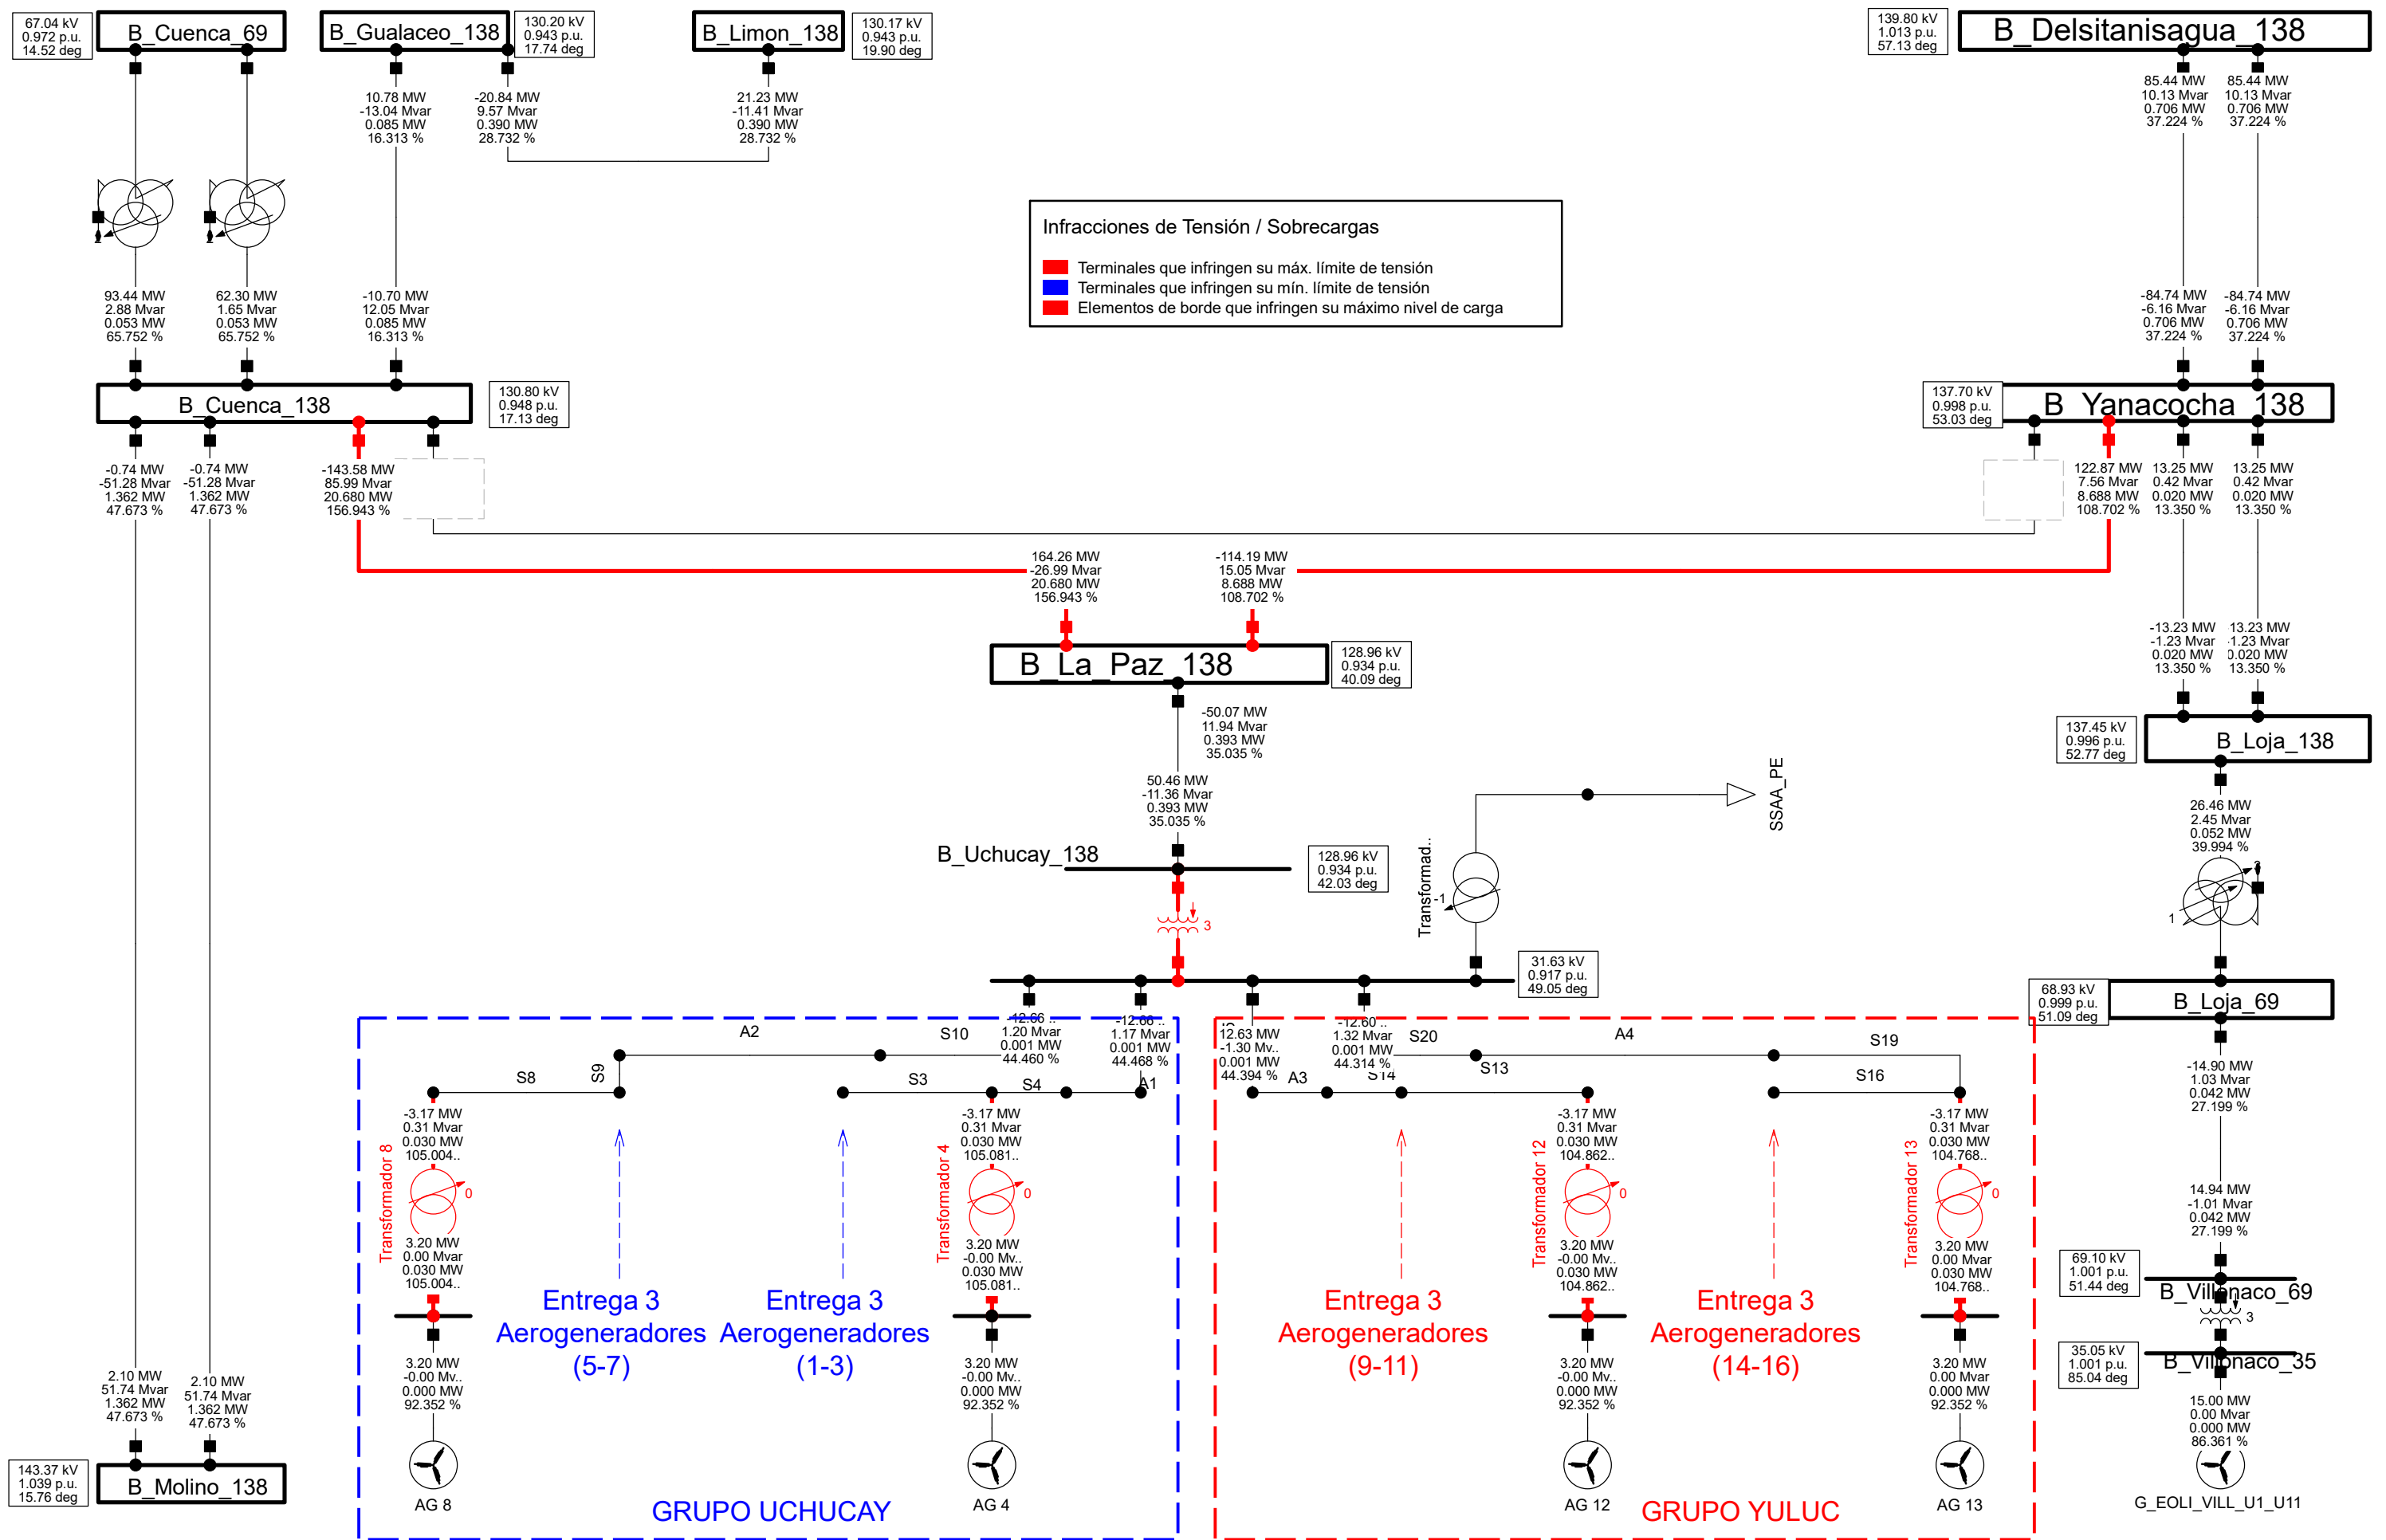 67.04 kV
0.972 p.u.
14.52 deg
B_Cuenca_69
B_Gualaceo_138
130.20 kV
0.943 p.u.
17.74 deg
B_Limon_138
130.17 kV
0.943 p.u.
19.90 deg
139.80 kV
1.013 p.u.
57.13 deg
B_Delsitanisagua_138
10.78 MW
-13.04 Mvar
0.085 MW
16.313 %
-20.84 MW
9.57 Mvar
0.390 MW
28.732 %
21.23 MW
-11.41 Mvar
0.390 MW
28.732 %
85.44 MW
10.13 Mvar
0.706 MW
37.224 %
85.44 MW
10.13 Mvar
0.706 MW
37.224 %
Infracciones de Tensión / Sobrecargas
Terminales que infringen su máx. límite de tensión
Terminales que infringen su mín. límite de tensión
Elementos de borde que infringen su máximo nivel de carga
93.44 MW
2.88 Mvar
0.053 MW
65.752 %
62.30 MW
1.65 Mvar
0.053 MW
65.752 %
-10.70 MW
12.05 Mvar
0.085 MW
16.313 %
-84.74 MW
-6.16 Mvar
0.706 MW
37.224 %
-84.74 MW
-6.16 Mvar
0.706 MW
37.224 %
B_Cuenca_138
130.80 kV
0.948 p.u.
17.13 deg
137.70 kV
0.998 p.u.
53.03 deg
B_Yanacocha_138
-0.74 MW
-51.28 Mvar
1.362 MW
47.673 %
-0.74 MW
-51.28 Mvar
1.362 MW
47.673 %
-143.58 MW
85.99 Mvar
20.680 MW
156.943 %
122.87 MW
7.56 Mvar
8.688 MW
108.702 %
13.25 MW
0.42 Mvar
0.020 MW
13.350 %
13.25 MW
0.42 Mvar
0.020 MW
13.350 %
164.26 MW
-26.99 Mvar
20.680 MW
156.943 %
-114.19 MW
15.05 Mvar
8.688 MW
108.702 %
B_La_Paz_138
128.96 kV
0.934 p.u.
40.09 deg
-13.23 MW
-1.23 Mvar
0.020 MW
13.350 %
13.23 MW
1.23 Mvar
0.020 MW
13.350 %
-50.07 MW
11.94 Mvar
0.393 MW
35.035 %
137.45 kV
0.996 p.u.
52.77 deg
B_Loja_138
50.46 MW
-11.36 Mvar
0.393 MW
35.035 %
SSAA_PE
26.46 MW
2.45 Mvar
0.052 MW
39.994 %
B_Uchucay_138
128.96 kV
0.934 p.u.
42.03 deg
Transformad..
-1
3
1
31.63 kV
0.917 p.u.
49.05 deg
68.93 kV
0.999 p.u.
51.09 deg
B_Loja_69
-12.66 ..
1.20 Mvar
0.001 MW
44.460 %
-12.66 ..
1.17 Mvar
0.001 MW
44.468 %
12.63 MW
-1.30 Mv..
0.001 MW
44.394 %
-12.60 ..
1.32 Mvar
0.001 MW
44.314 %
A2
S10
S20
A4
S19
S8
S9
S3
S4
A1
A3
S14
S13
S16
-14.90 MW
1.03 Mvar
0.042 MW
27.199 %
-3.17 MW
0.31 Mvar
0.030 MW
105.004..
Transformador 8
0
3.20 MW
0.00 Mvar
0.030 MW
105.004..
-3.17 MW
0.31 Mvar
0.030 MW
105.081..
Transformador 4
0
3.20 MW
-0.00 Mv..
0.030 MW
105.081..
-3.17 MW
0.31 Mvar
0.030 MW
104.862..
Transformador 12
0
3.20 MW
-0.00 Mv..
0.030 MW
104.862..
-3.17 MW
0.31 Mvar
0.030 MW
104.768..
Transformador 13
0
3.20 MW
0.00 Mvar
0.030 MW
104.768..
14.94 MW
-1.01 Mvar
0.042 MW
27.199 %
69.10 kV
1.001 p.u.
51.44 deg
B_Villonaco_69
3
Entrega 3
Aerogeneradores
(5-7)
Entrega 3
Aerogeneradores
(1-3)
Entrega 3
Aerogeneradores
(9-11)
Entrega 3
Aerogeneradores
(14-16)
35.05 kV
1.001 p.u.
85.04 deg
B_Villonaco_35
2.10 MW
51.74 Mvar
1.362 MW
47.673 %
2.10 MW
51.74 Mvar
1.362 MW
47.673 %
3.20 MW
-0.00 Mv..
0.000 MW
92.352 %
3.20 MW
-0.00 Mv..
0.000 MW
92.352 %
3.20 MW
-0.00 Mv..
0.000 MW
92.352 %
3.20 MW
0.00 Mvar
0.000 MW
92.352 %
15.00 MW
0.00 Mvar
0.000 MW
86.361 %
143.37 kV
1.039 p.u.
15.76 deg
B_Molino_138
AG 8
AG 4
AG 12
AG 13
G_EOLI_VILL_U1_U11
GRUPO UCHUCAY
GRUPO YULUC